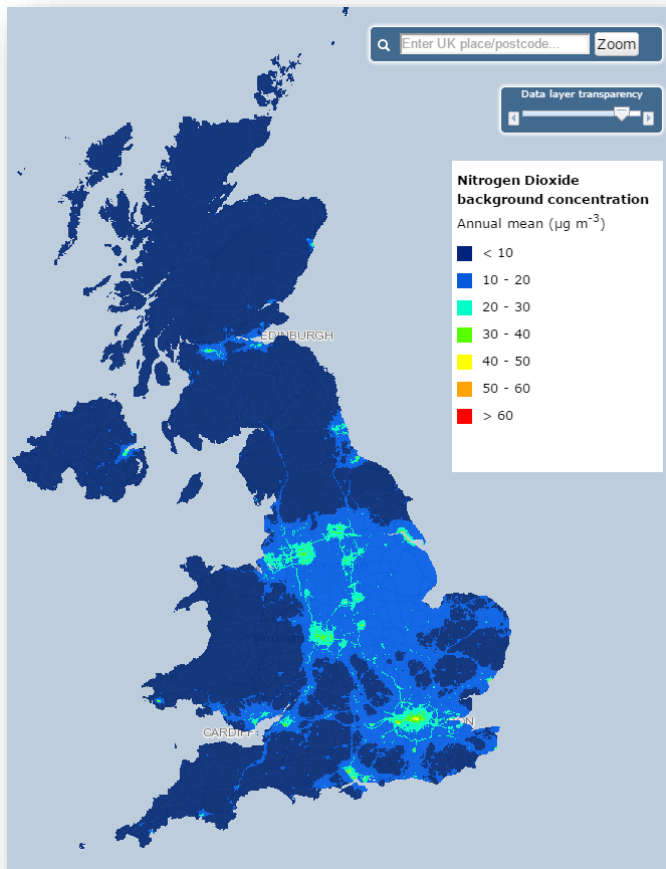 Enter UK place/postcode...
Zoom
Data layer transparency
Nitrogen Dioxide
background concentration
Annual mean (µg m-3)
< 10
10 - 20
20 - 30
30 - 40
40 - 50
50 - 60
> 60
EDINBURGH
CARDIFF